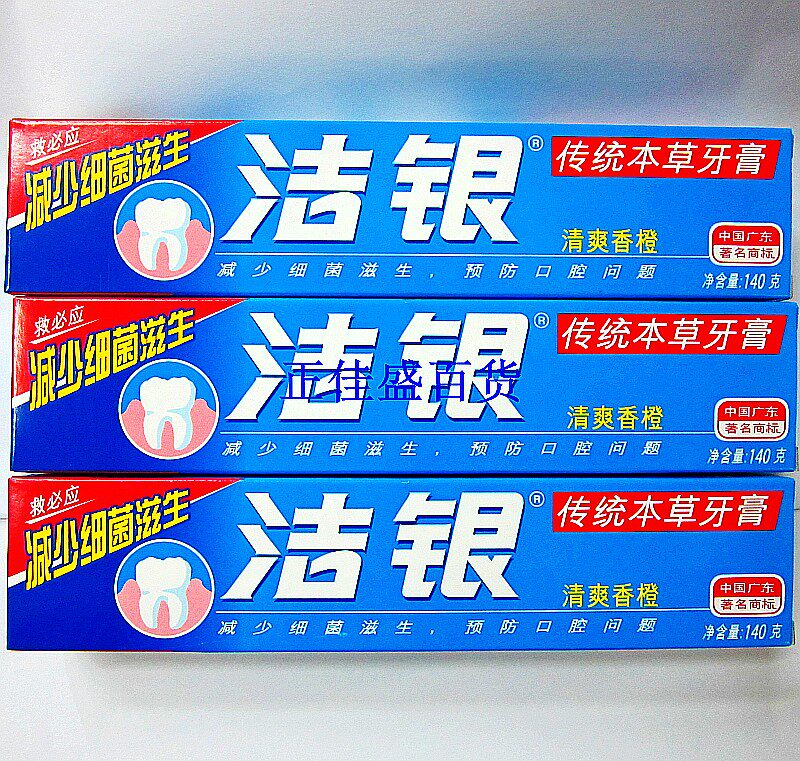 救必应
减少细菌滋生
洁银®
传统本草牙膏
清爽香橙
中国广东
著名商标
减少细菌滋生，预防口腔问题
净含量:140克
救必应
减少细菌滋生
洁银®
传统本草牙膏
正佳盛百货
清爽香橙
中国广东
著名商标
减少细菌滋生，预防口腔问题
净含量:140克
救必应
减少细菌滋生
洁银®
传统本草牙膏
清爽香橙
中国广东
著名商标
减少细菌滋生，预防口腔问题
净含量:140克